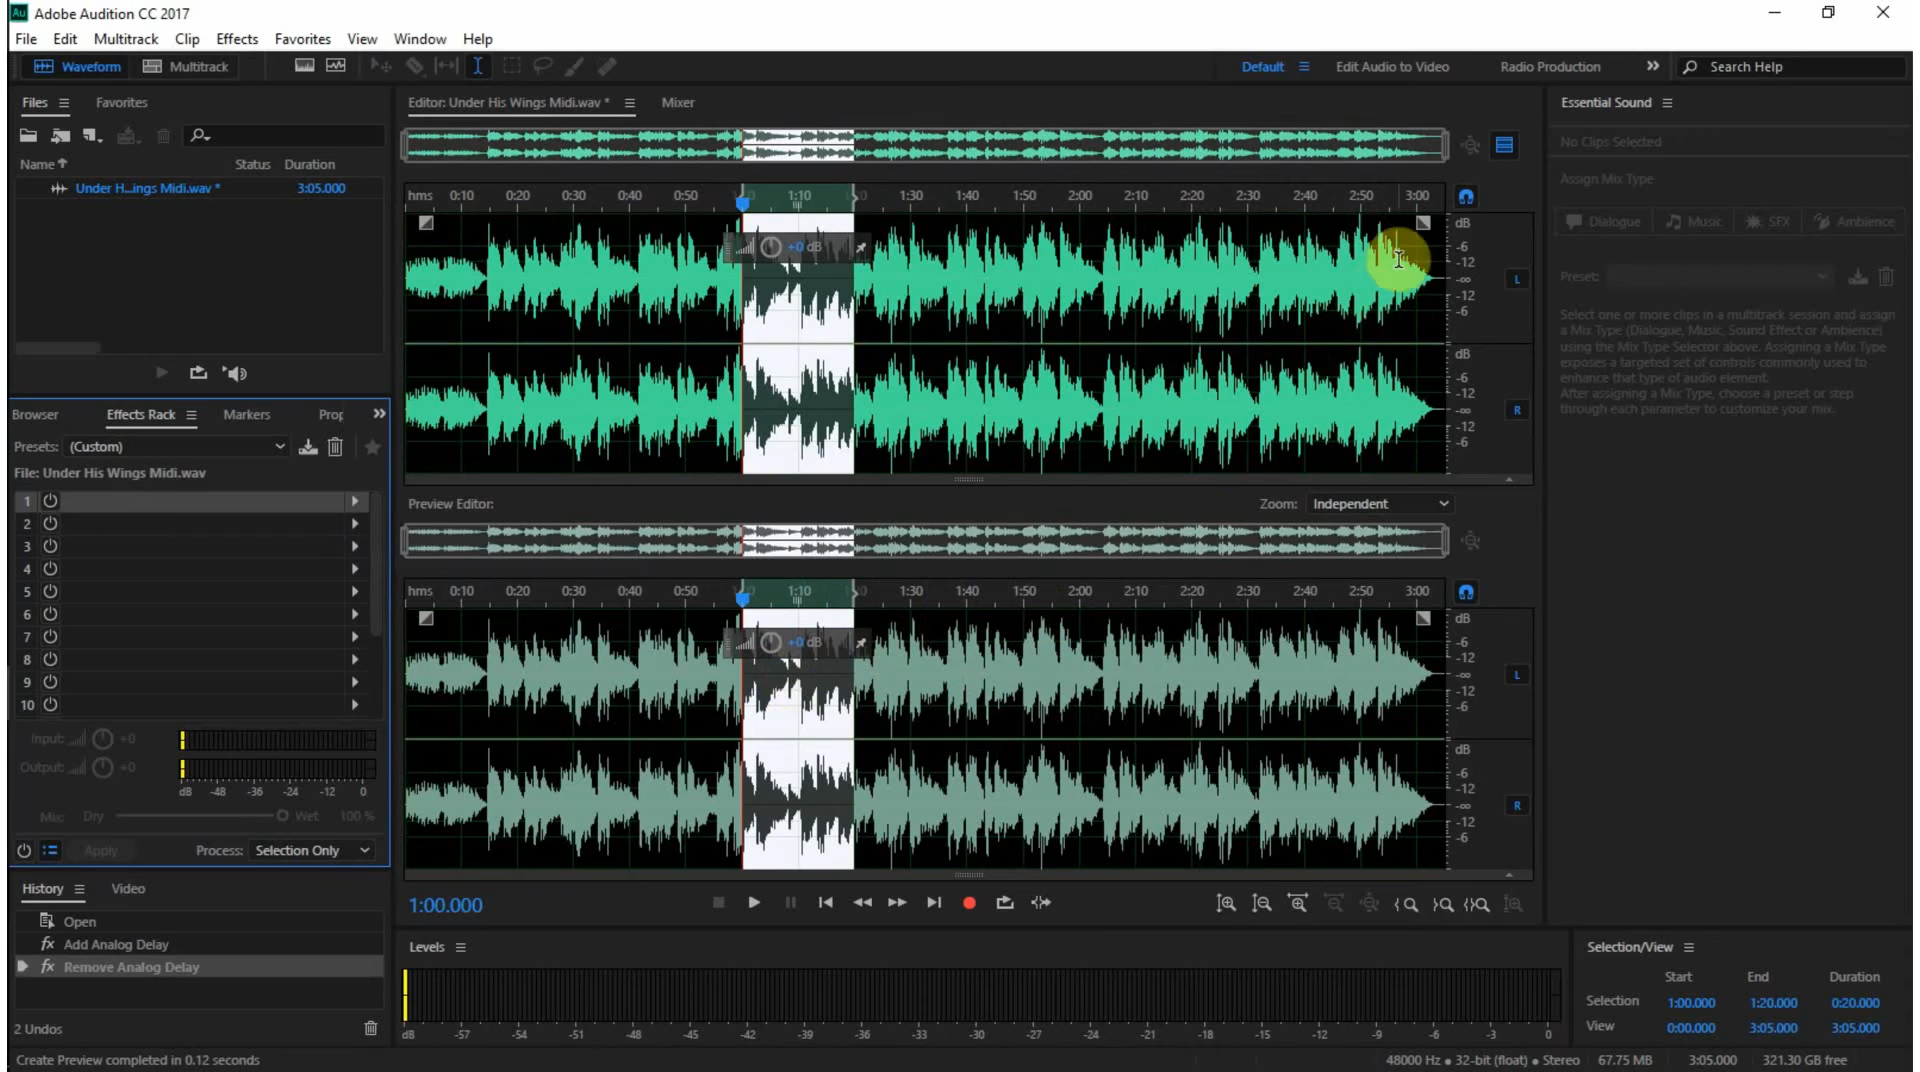 Au Adobe Audition CC 2017
File Edit Multitrack Clip Effects Favorites View Window Help
Waveform Multitrack Default Edit Audio to Video Radio Production Search Help
Files Favorites
Name Status Duration
Under H...ings Midi.wav * 3:05.000
Browser Effects Rack Markers Prop
Presets: (Custom)
File: Under His Wings Midi.wav
1
2
3
4
5
6
7
8
9
10
Input: +0
Output: +0
dB -48 -36 -24 -12 0
Mix: Dry Wet 100 %
Apply Process: Selection Only
History Video
Open
fx Add Analog Delay
fx Remove Analog Delay
2 Undos
Create Preview completed in 0.12 seconds
Editor: Under His Wings Midi.wav * Mixer
hms 0:10 0:20 0:30 0:40 0:50 1:10 1:30 1:40 1:50 2:00 2:10 2:20 2:30 2:40 2:50 3:00
+0 dB
dB
-6
-12
-∞
-12
-6
L
dB
-6
-12
-∞
-12
-6
R
Preview Editor: Zoom: Independent
hms 0:10 0:20 0:30 0:40 0:50 1:10 1:30 1:40 1:50 2:00 2:10 2:20 2:30 2:40 2:50 3:00
+0 dB
dB
-6
-12
-∞
-12
-6
L
dB
-6
-12
-∞
-12
-6
R
1:00.000
Levels
dB -57 -54 -51 -48 -45 -42 -39 -36 -33 -30 -27 -24 -21 -18 -15 -12 -9 -6 -3 0
Essential Sound
No Clips Selected
Assign Mix Type
Dialogue Music SFX Ambience
Preset:
Select one or more clips in a multitrack session and assign
a Mix Type (Dialogue, Music, Sound Effect or Ambience)
using the Mix Type Selector above. Assigning a Mix Type
exposes a targeted set of controls commonly used to
enhance that type of audio element.
After assigning a Mix Type, choose a preset or step
through each parameter to customize your mix.
Selection/View
Start End Duration
Selection 1:00.000 1:20.000 0:20.000
View 0:00.000 3:05.000 3:05.000
48000 Hz ● 32-bit (float) ● Stereo 67.75 MB 3:05.000 321.30 GB free